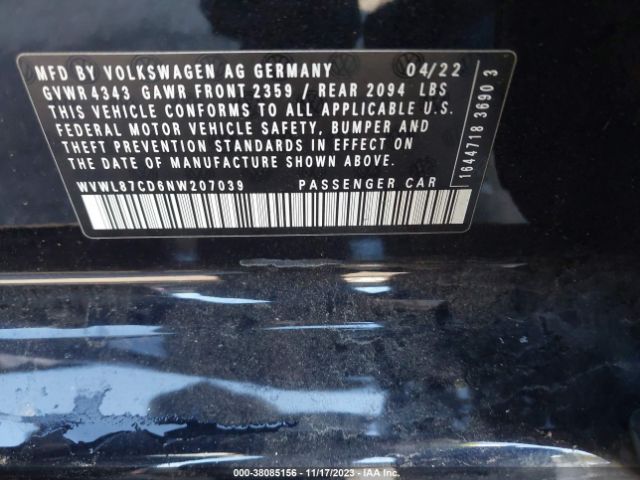 MFD BY VOLKSWAGEN AG GERMANY 04/22
GVWR 4343 GAWR FRONT 2359 / REAR 2094 LBS
THIS VEHICLE CONFORMS TO ALL APPLICABLE U.S.
FEDERAL MOTOR VEHICLE SAFETY, BUMPER AND
THEFT PREVENTION STANDARDS IN EFFECT ON
THE DATE OF MANUFACTURE SHOWN ABOVE.
WVWL87CD6NW207039 PASSENGER CAR
1644718 3690 3
000-38085156 - 11/17/2023 - IAA Inc.